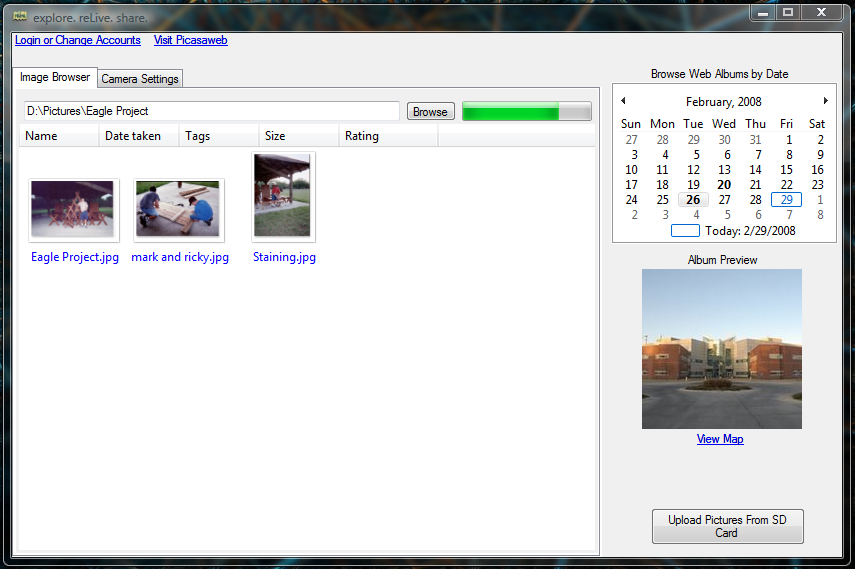 explore. reLive. share.
Login or Change Accounts Visit Picasaweb
Image Browser Camera Settings
D:\Pictures\Eagle Project Browse
Name Date taken Tags Size Rating
Eagle Project.jpg mark and ricky.jpg Staining.jpg
Browse Web Albums by Date
February, 2008
Sun Mon Tue Wed Thu Fri Sat
27 28 29 30 31 1 2
3 4 5 6 7 8 9
10 11 12 13 14 15 16
17 18 19 20 21 22 23
24 25 26 27 28 29 1
2 3 4 5 6 7 8
Today: 2/29/2008
Album Preview
View Map
Upload Pictures From SD
Card